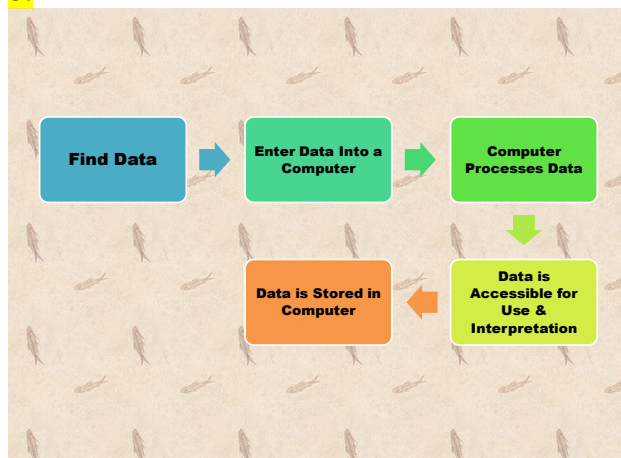 Find Data
Enter Data Into a
Computer
Computer
Processes Data
Data is
Accessible for
Use &
Interpretation
Data is Stored in
Computer